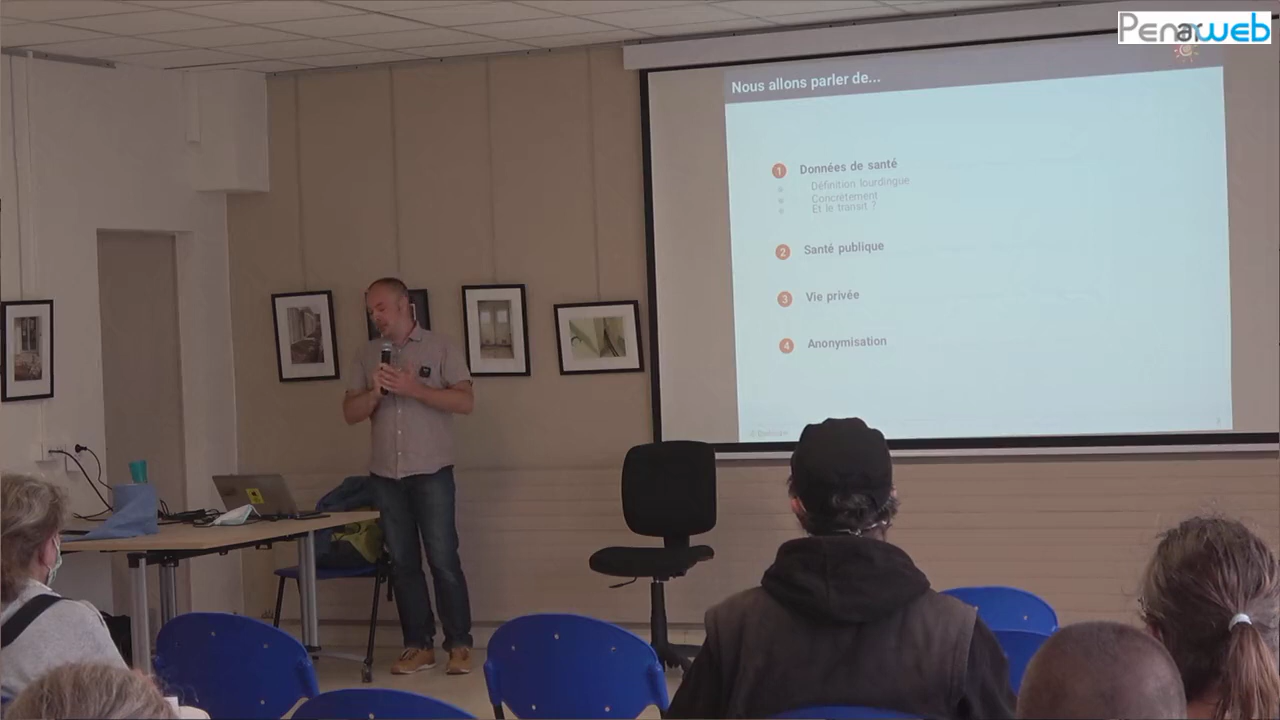 Penarweb
Nous allons parler de...
1 Données de santé
Définition lourdingue
Concrètement
Et le transit ?
2 Santé publique
3 Vie privée
4 Anonymisation